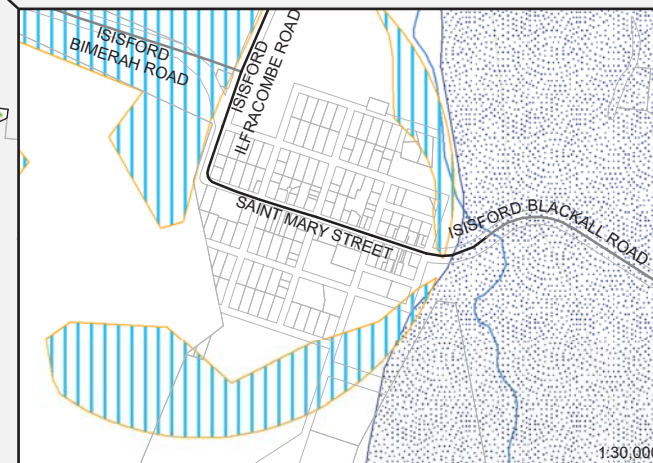 ISISFORD
BIMERAH ROAD
ISISFORD
ILFRACOMBE ROAD
SAINT MARY STREET
ISISFORD BLACKALL ROAD
1:30,000